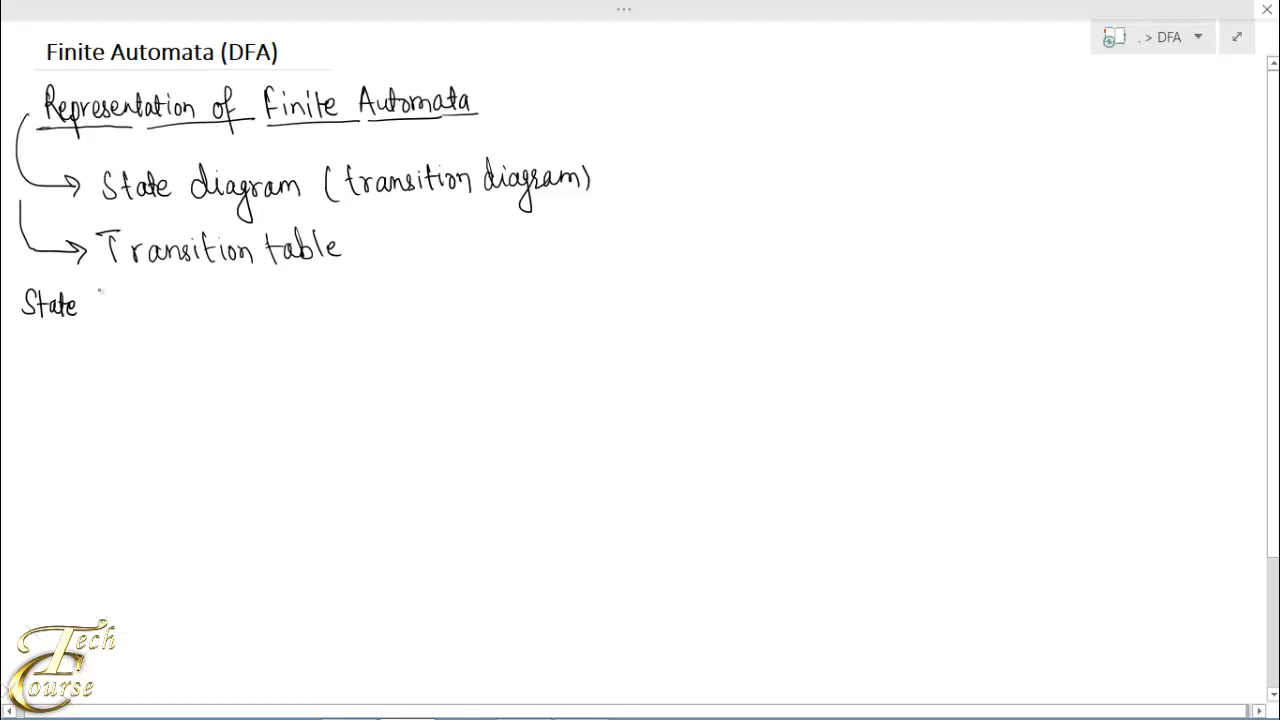 . > DFA
Finite Automata (DFA)
Representation of Finite Automata
State diagram (transition diagram)
Transition table
State
Tech
Course